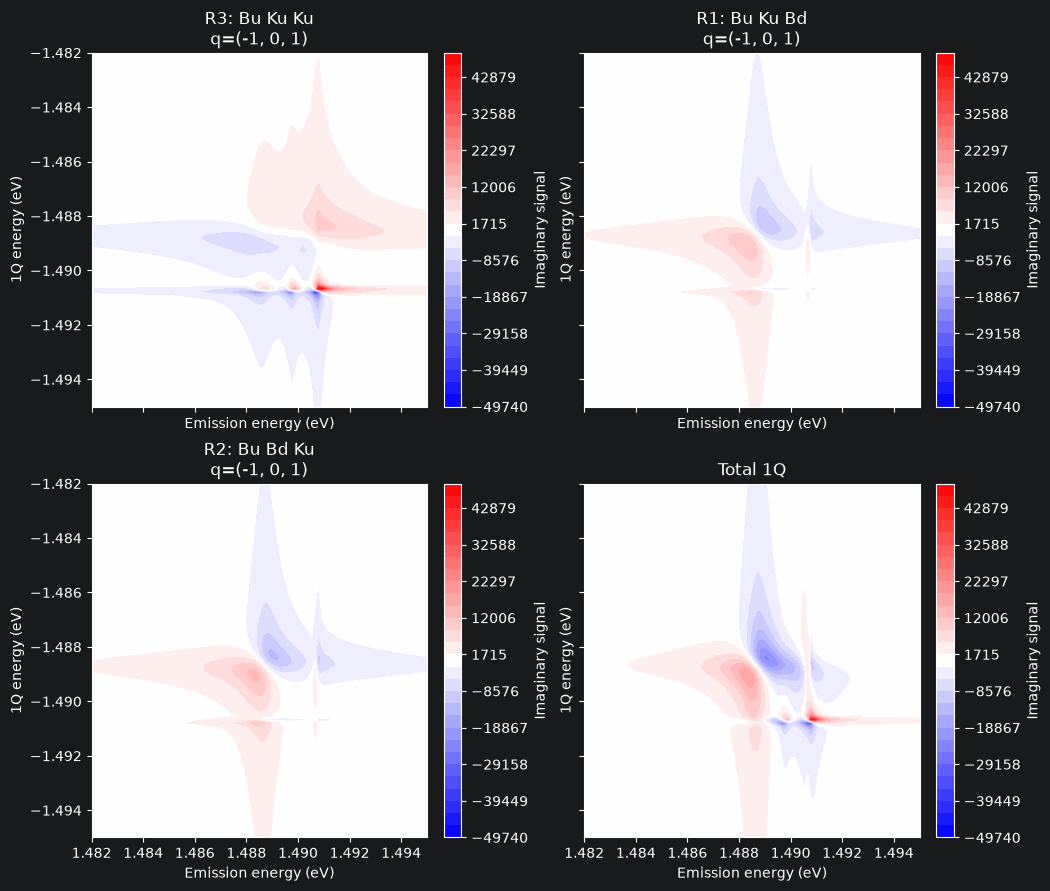 R3: Bu Ku Ku
q=(-1, 0, 1)
−1.482
−1.484
−1.486
−1.488
−1.490
−1.492
−1.494
1Q energy (eV)
Emission energy (eV)
42879
32588
22297
12006
1715
−8576
−18867
−29158
−39449
−49740
Imaginary signal
R1: Bu Ku Bd
q=(-1, 0, 1)
1Q energy (eV)
Emission energy (eV)
42879
32588
22297
12006
1715
−8576
−18867
−29158
−39449
−49740
Imaginary signal
R2: Bu Bd Ku
q=(-1, 0, 1)
−1.482
−1.484
−1.486
−1.488
−1.490
−1.492
−1.494
1Q energy (eV)
1.482 1.484 1.486 1.488 1.490 1.492 1.494
Emission energy (eV)
42879
32588
22297
12006
1715
−8576
−18867
−29158
−39449
−49740
Imaginary signal
Total 1Q
1Q energy (eV)
1.482 1.484 1.486 1.488 1.490 1.492 1.494
Emission energy (eV)
42879
32588
22297
12006
1715
−8576
−18867
−29158
−39449
−49740
Imaginary signal